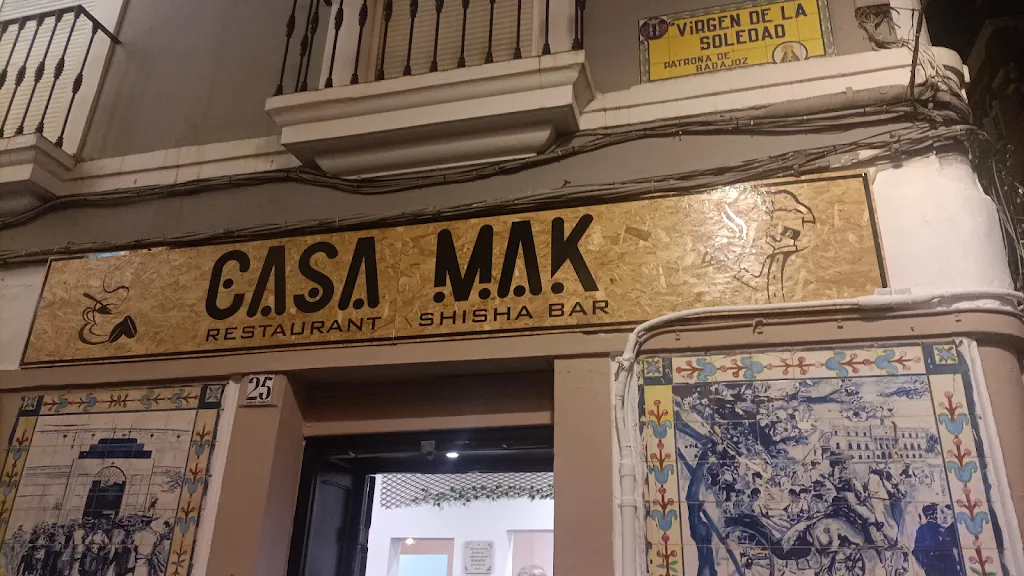 VIRGEN DE LA
SOLEDAD
PATRONA DE
BADAJOZ
CASA MAK
RESTAURANT SHISHA BAR
25